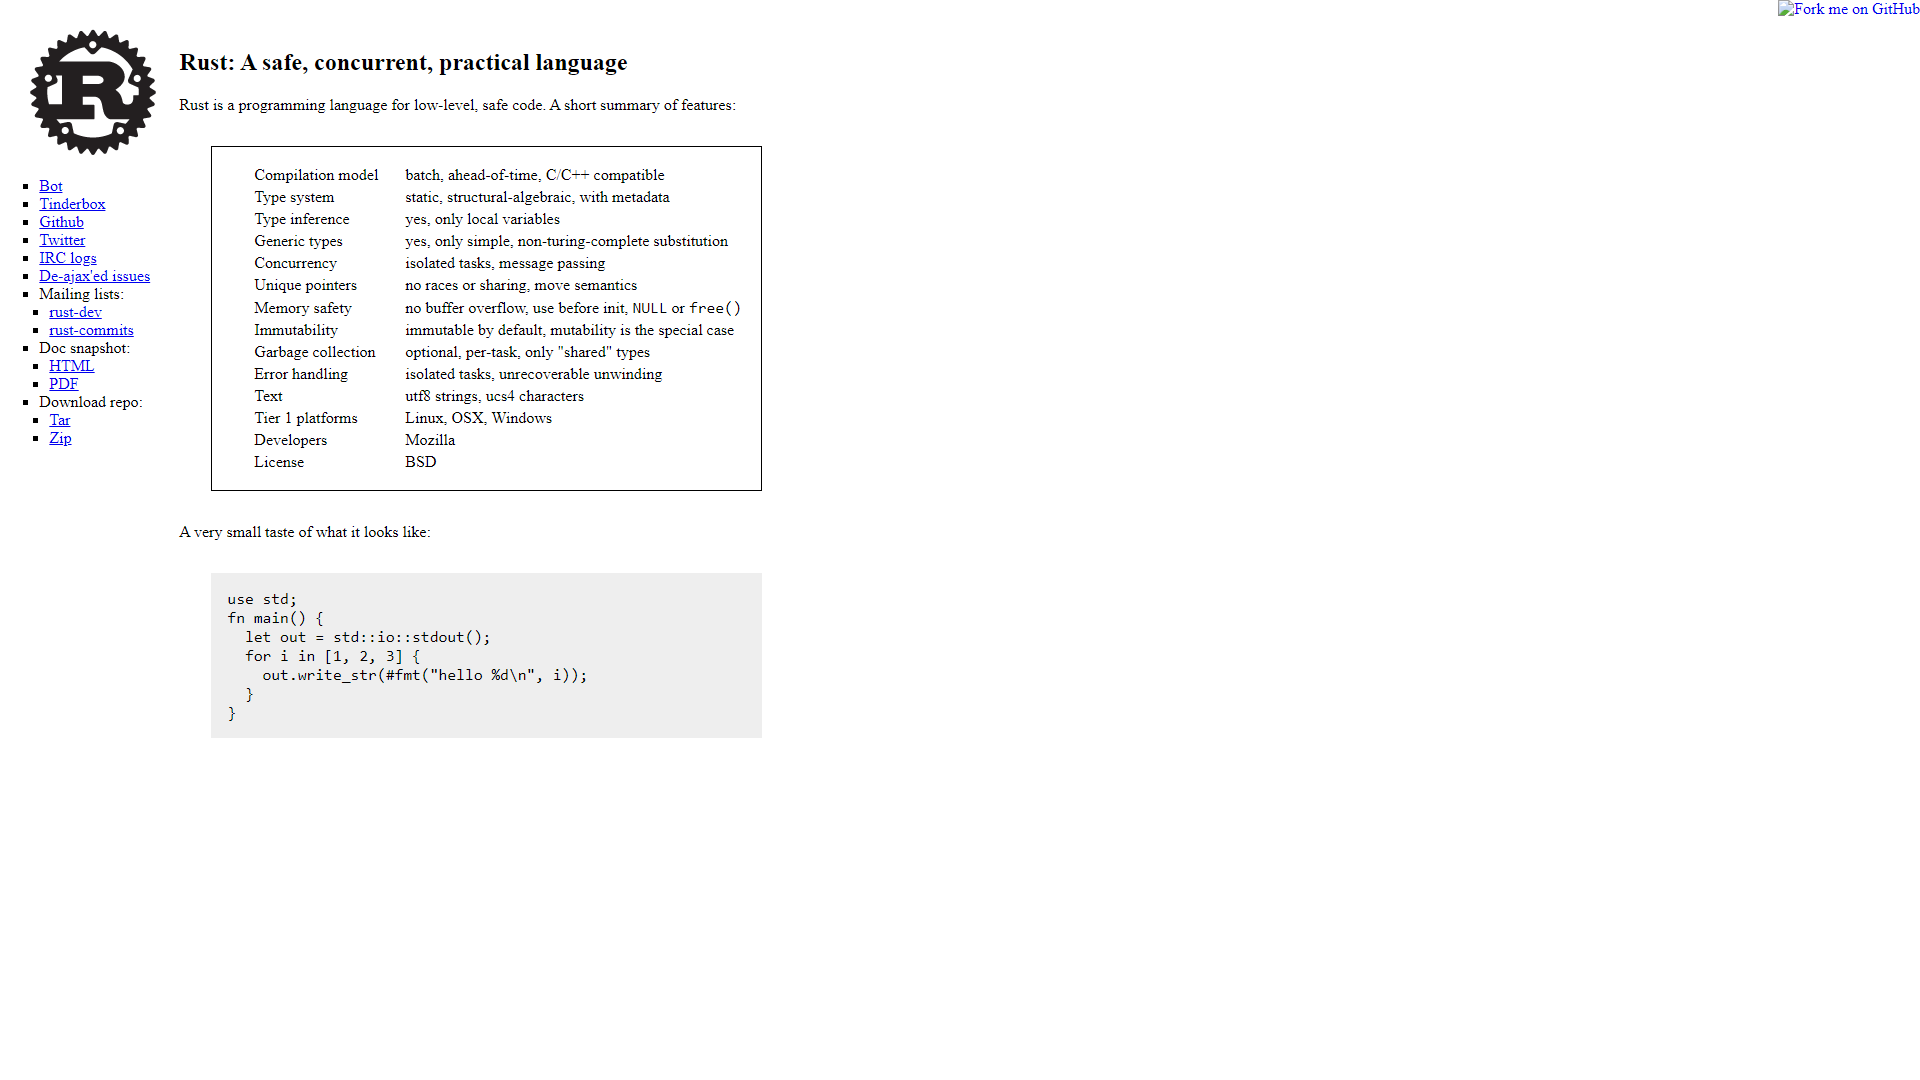 Fork me on GitHub
R
Bot
Tinderbox
Github
Twitter
IRC logs
De-ajax'ed issues
Mailing lists:
rust-dev
rust-commits
Doc snapshot:
HTML
PDF
Download repo:
Tar
Zip
Rust: A safe, concurrent, practical language
Rust is a programming language for low-level, safe code. A short summary of features:
Compilation model batch, ahead-of-time, C/C++ compatible
Type system static, structural-algebraic, with metadata
Type inference yes, only local variables
Generic types yes, only simple, non-turing-complete substitution
Concurrency isolated tasks, message passing
Unique pointers no races or sharing, move semantics
Memory safety no buffer overflow, use before init, NULL or free()
Immutability immutable by default, mutability is the special case
Garbage collection optional, per-task, only "shared" types
Error handling isolated tasks, unrecoverable unwinding
Text utf8 strings, ucs4 characters
Tier 1 platforms Linux, OSX, Windows
Developers Mozilla
License BSD
A very small taste of what it looks like:
use std;
fn main() {
  let out = std::io::stdout();
  for i in [1, 2, 3] {
    out.write_str(#fmt("hello %d\n", i));
  }
}